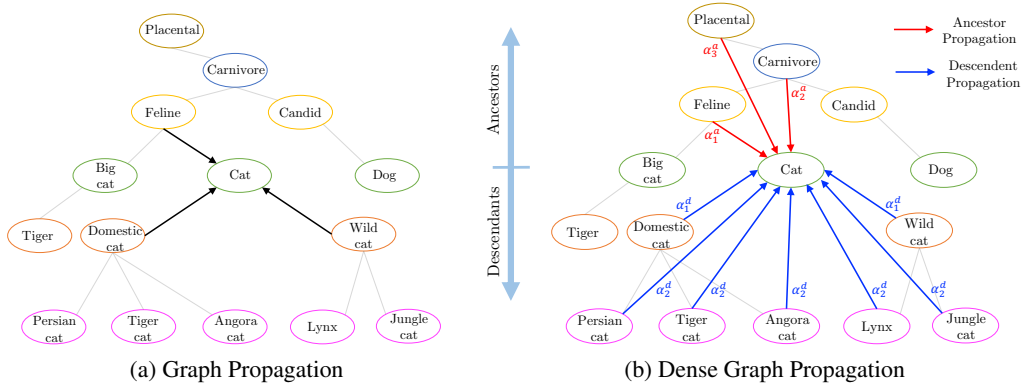 Placental
Carnivore
Feline
Candid
Big
cat
Cat
Dog
Tiger
Domestic
cat
Wild
cat
Persian
cat
Tiger
cat
Angora
cat
Lynx
Jungle
cat
(a) Graph Propagation
Ancestors
Descendants
Placental
Carnivore
Feline
Candid
Big
cat
Cat
Dog
Tiger
Domestic
cat
Wild
cat
Persian
cat
Tiger
cat
Angora
cat
Lynx
Jungle
cat
α₃ᵃ
α₂ᵃ
α₁ᵃ
α₁ᵈ
α₁ᵈ
α₂ᵈ
α₂ᵈ
α₂ᵈ
α₂ᵈ
α₂ᵈ
Ancestor
Propagation
Descendent
Propagation
(b) Dense Graph Propagation